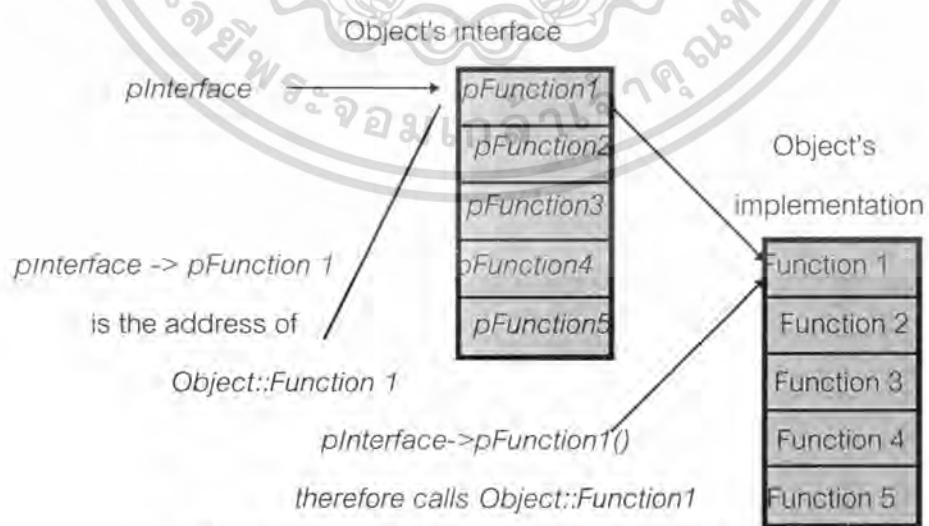 Object's interface
pInterface
pFunction1
pFunction2
pFunction3
pFunction4
pFunction5
Object's
implementation
Function 1
Function 2
Function 3
Function 4
Function 5
pInterface -> pFunction 1
is the address of
Object::Function 1
pInterface->pFunction1()
therefore calls Object::Function1